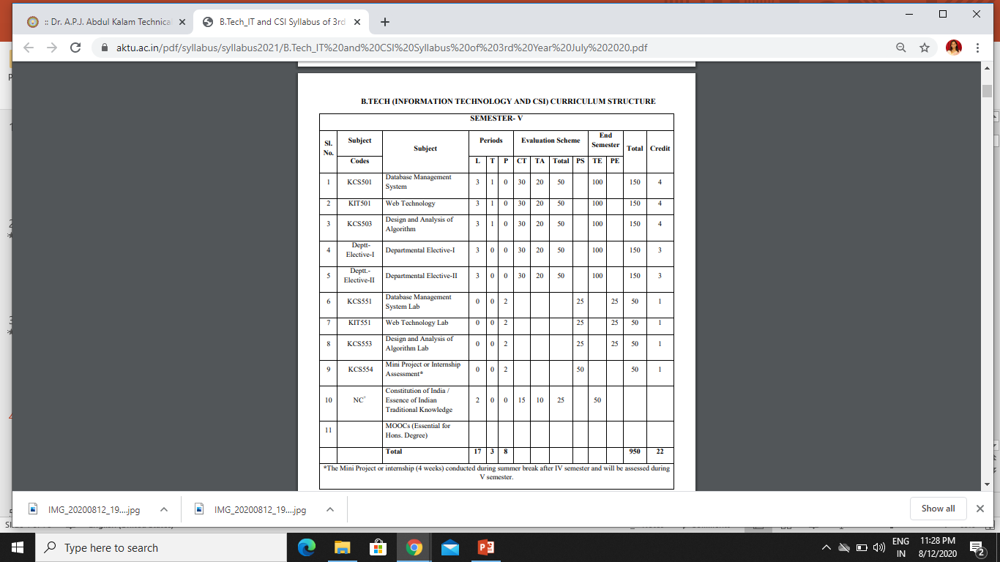 :: Dr. A.P.J. Abdul Kalam Technical
B.Tech_IT and CSI Syllabus of 3rd
aktu.ac.in/pdf/syllabus/syllabus2021/B.Tech_IT%20and%20CSI%20Syllabus%20of%203rd%20Year%20July%202020.pdf
B.TECH (INFORMATION TECHNOLOGY AND CSI) CURRICULUM STRUCTURE
SEMESTER- V
Sl. No. Subject Codes Subject Periods Evaluation Scheme End Semester Total Credit
L T P CT TA Total PS TE PE
1 KCS501 Database Management System 3 1 0 30 20 50 100 150 4
2 KIT501 Web Technology 3 1 0 30 20 50 100 150 4
3 KCS503 Design and Analysis of Algorithm 3 1 0 30 20 50 100 150 4
4 Deptt-Elective-I Departmental Elective-I 3 0 0 30 20 50 100 150 3
5 Deptt.-Elective-II Departmental Elective-II 3 0 0 30 20 50 100 150 3
6 KCS551 Database Management System Lab 0 0 2 25 25 50 1
7 KIT551 Web Technology Lab 0 0 2 25 25 50 1
8 KCS553 Design and Analysis of Algorithm Lab 0 0 2 25 25 50 1
9 KCS554 Mini Project or Internship Assessment* 0 0 2 50 50 1
10 NC* Constitution of India / Essence of Indian Traditional Knowledge 2 0 0 15 10 25 50
11 MOOCs (Essential for Hons. Degree)
Total 17 3 8 950 22
*The Mini Project or internship (4 weeks) conducted during summer break after IV semester and will be assessed during
V semester.
IMG_20200812_19....jpg
IMG_20200812_19....jpg
Show all
Type here to search
ENG
IN
11:28 PM
8/12/2020
2